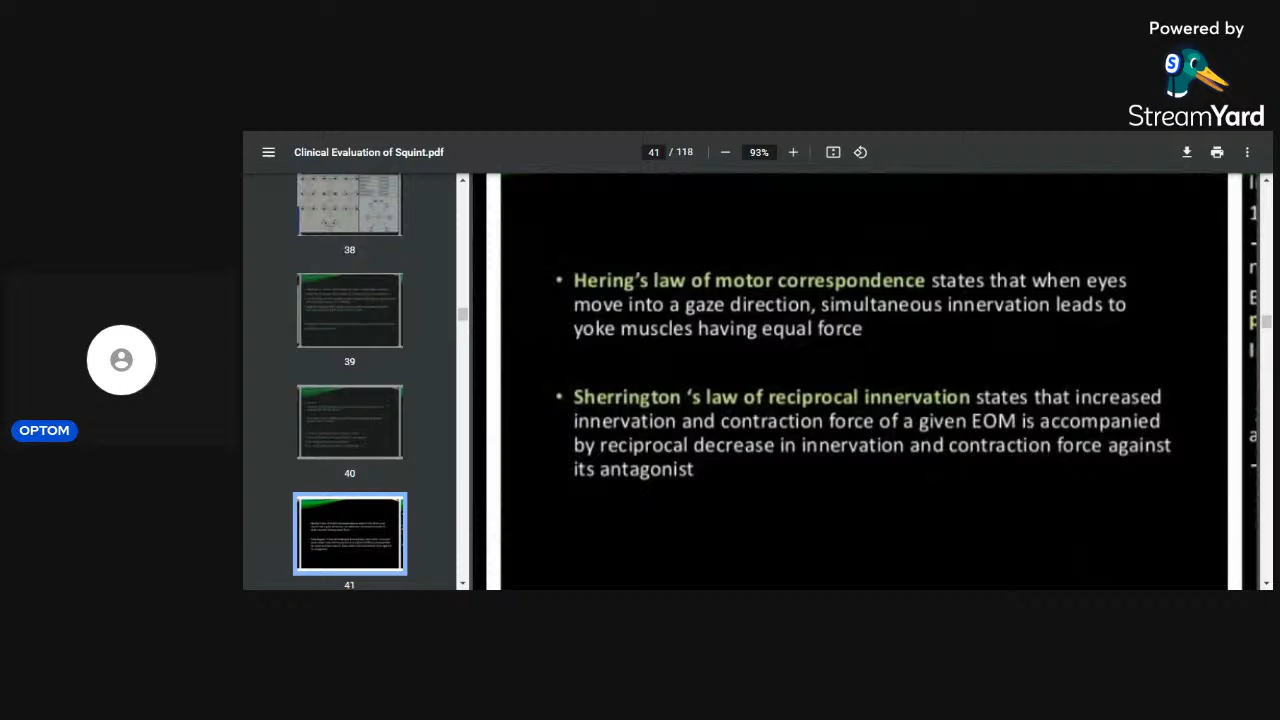 Powered by
StreamYard
Clinical Evaluation of Squint.pdf
41 / 118
93%
38
39
40
41
• Hering's law of motor correspondence states that when eyes
move into a gaze direction, simultaneous innervation leads to
yoke muscles having equal force
• Sherrington 's law of reciprocal innervation states that increased
innervation and contraction force of a given EOM is accompanied
by reciprocal decrease in innervation and contraction force against
its antagonist
OPTOM